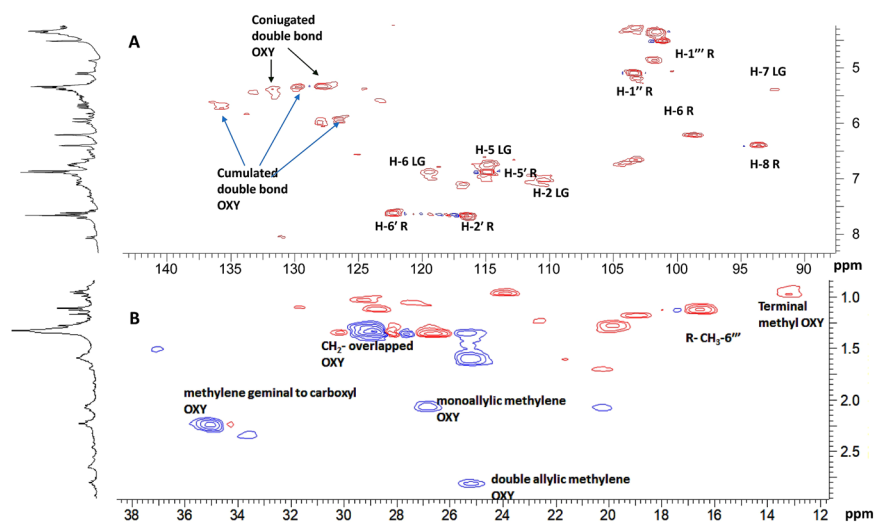 Coniugated
double bond
OXY
A
H-1''' R
H-7 LG
5
H-1'' R
H-6 R
6
H-5 LG
H-6 LG
H-5' R
H-8 R
Cumulated
double bond
OXY
H-2 LG
7
H-6' R
H-2' R
8
140 135 130 125 120 115 110 105 100 95 90 ppm
B
1.0
Terminal
methyl OXY
CH2- overlapped
OXY
R- CH3-6'''
1.5
methylene geminal to carboxyl
OXY
monoallylic methylene
OXY
2.0
2.5
double allylic methylene
OXY
38 36 34 32 30 28 26 24 22 20 18 16 14 12 ppm